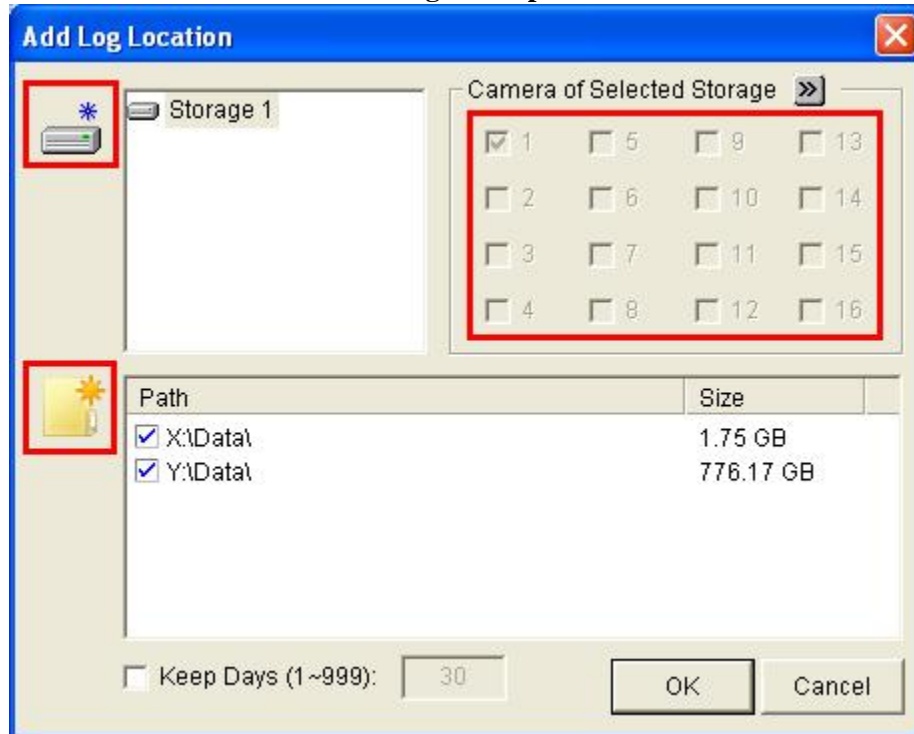 Add Log Location
Storage 1
Camera of Selected Storage
1 5 9 13
2 6 10 14
3 7 11 15
4 8 12 16
Path Size
X:\Data\ 1.75 GB
Y:\Data\ 776.17 GB
Keep Days (1~999): 30
OK Cancel